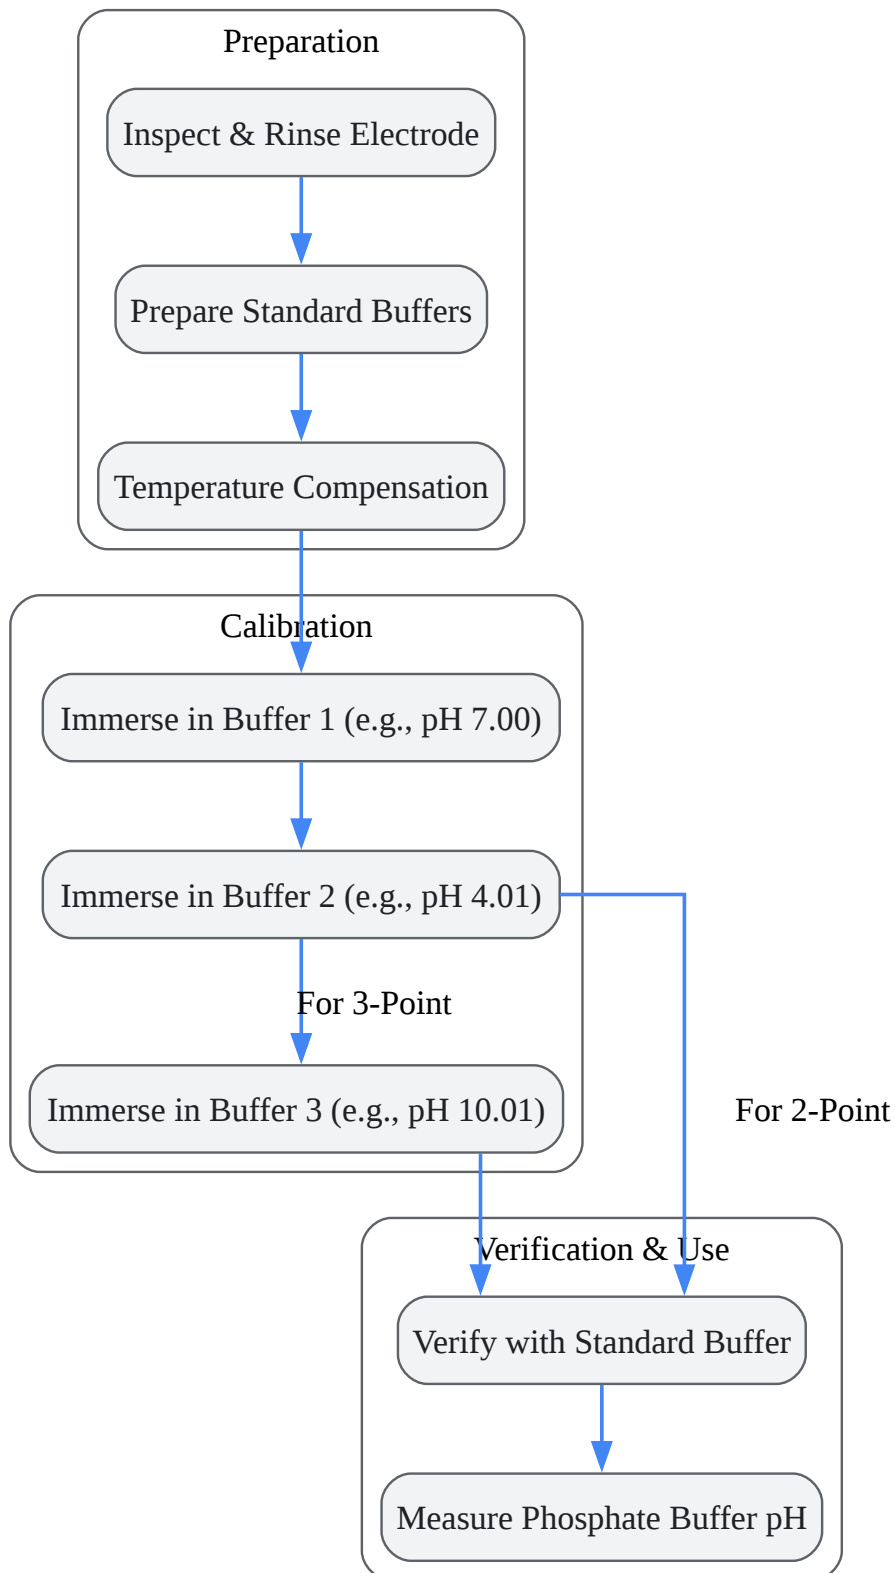 Preparation
Inspect & Rinse Electrode
Prepare Standard Buffers
Temperature Compensation
Calibration
Immerse in Buffer 1 (e.g., pH 7.00)
Immerse in Buffer 2 (e.g., pH 4.01)
For 3-Point
Immerse in Buffer 3 (e.g., pH 10.01)
For 2-Point
Verification & Use
Verify with Standard Buffer
Measure Phosphate Buffer pH